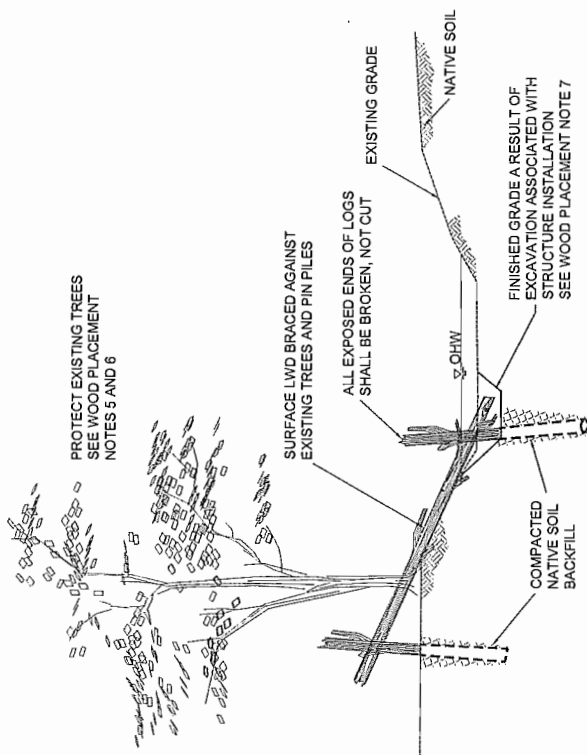 PROTECT EXISTING TREES
SEE WOOD PLACEMENT
NOTES 5 AND 6
SURFACE LWD BRACED AGAINST
EXISTING TREES AND PIN PILES
ALL EXPOSED ENDS OF LOGS
SHALL BE BROKEN, NOT CUT
EXISTING GRADE
OHW
NATIVE SOIL
COMPACTED
NATIVE SOIL
BACKFILL
FINISHED GRADE A RESULT OF
EXCAVATION ASSOCIATED WITH
STRUCTURE INSTALLATION
SEE WOOD PLACEMENT NOTE 7